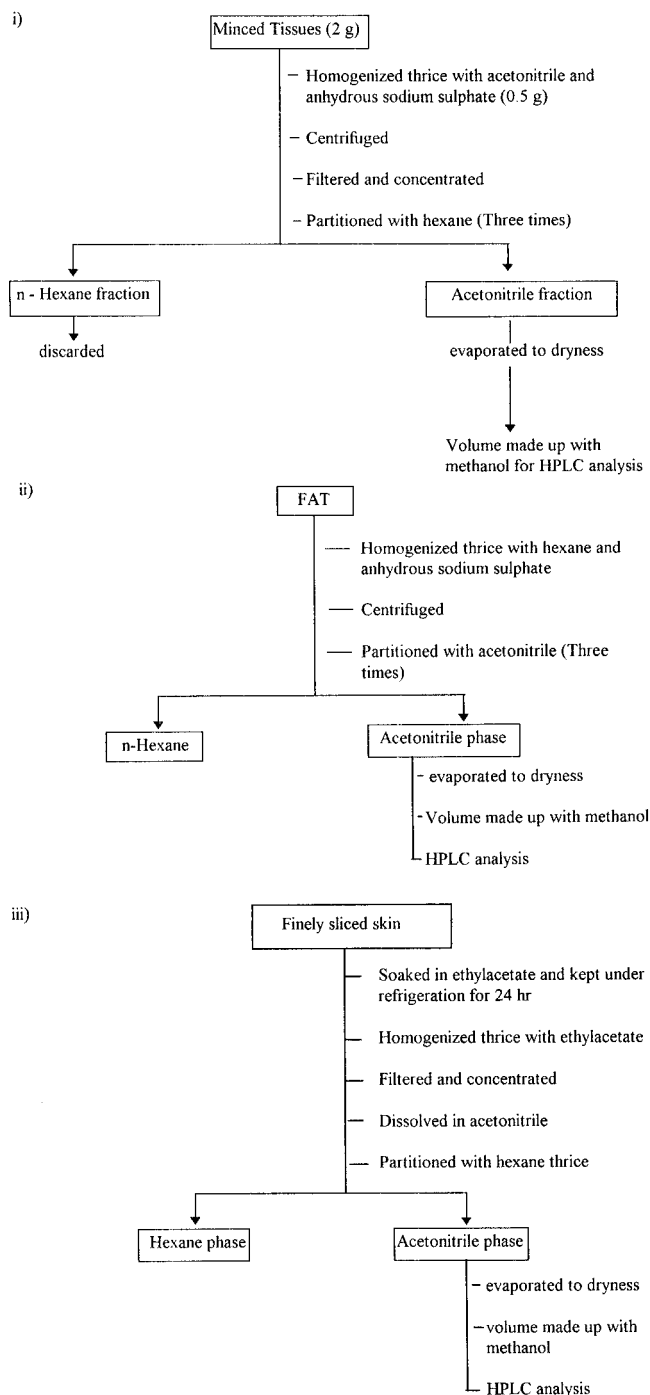 i)
Minced Tissues (2 g)
– Homogenized thrice with acetonitrile and
anhydrous sodium sulphate (0.5 g)
– Centrifuged
– Filtered and concentrated
– Partitioned with hexane (Three times)
n - Hexane fraction
discarded
Acetonitrile fraction
evaporated to dryness
Volume made up with
methanol for HPLC analysis
ii)
FAT
Homogenized thrice with hexane and
anhydrous sodium sulphate
Centrifuged
Partitioned with acetonitrile (Three
times)
n-Hexane
Acetonitrile phase
evaporated to dryness
Volume made up with methanol
HPLC analysis
iii)
Finely sliced skin
Soaked in ethylacetate and kept under
refrigeration for 24 hr
Homogenized thrice with ethylacetate
Filtered and concentrated
Dissolved in acetonitrile
Partitioned with hexane thrice
Hexane phase
Acetonitrile phase
evaporated to dryness
volume made up with
methanol
HPLC analysis